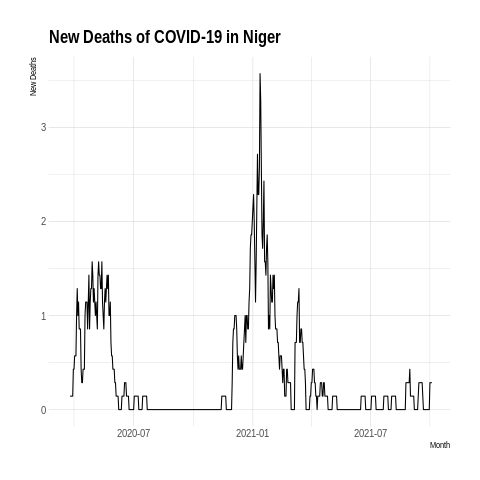 New Deaths of COVID-19 in Niger
New Deaths
3
2
1
0
2020-07
2021-01
2021-07
Month